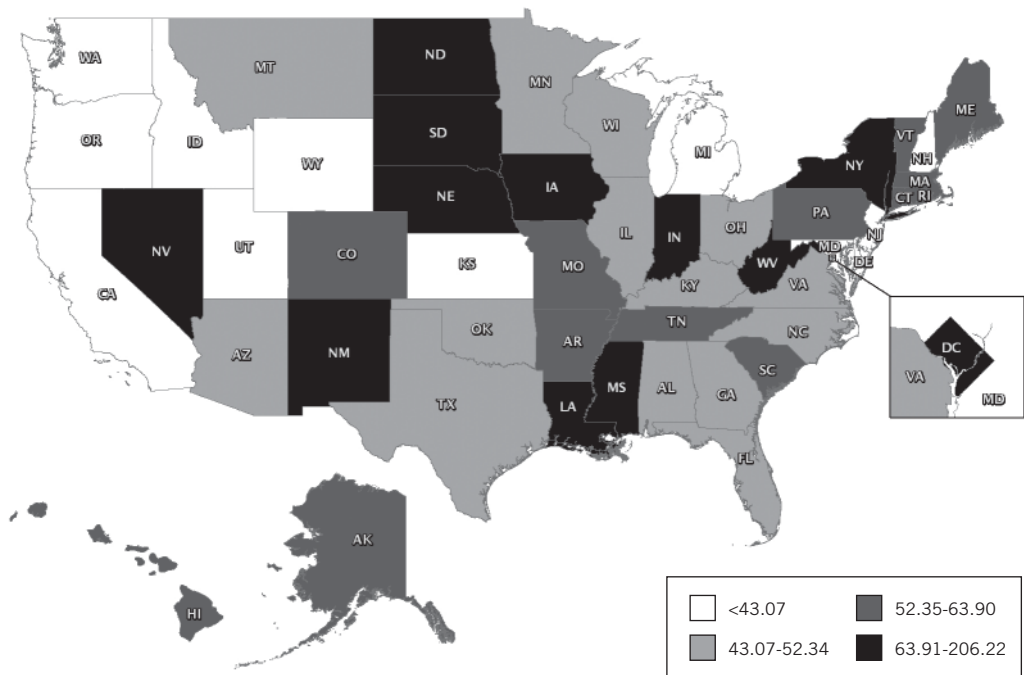 WA
MT
ND
MN
ME
VT
OR
ID
SD
WI
MI
NH
NY
WY
MA
CT RI
IA
NE
PA
NV
UT
CO
IL
IN
OH
NJ
MD
DE
CA
KS
MO
WV
KY
VA
TN
AZ
NM
OK
AR
NC
SC
TX
LA
MS
AL
GA
FL
DC
VA
MD
AK
HI
<43.07
52.35-63.90
43.07-52.34
63.91-206.22